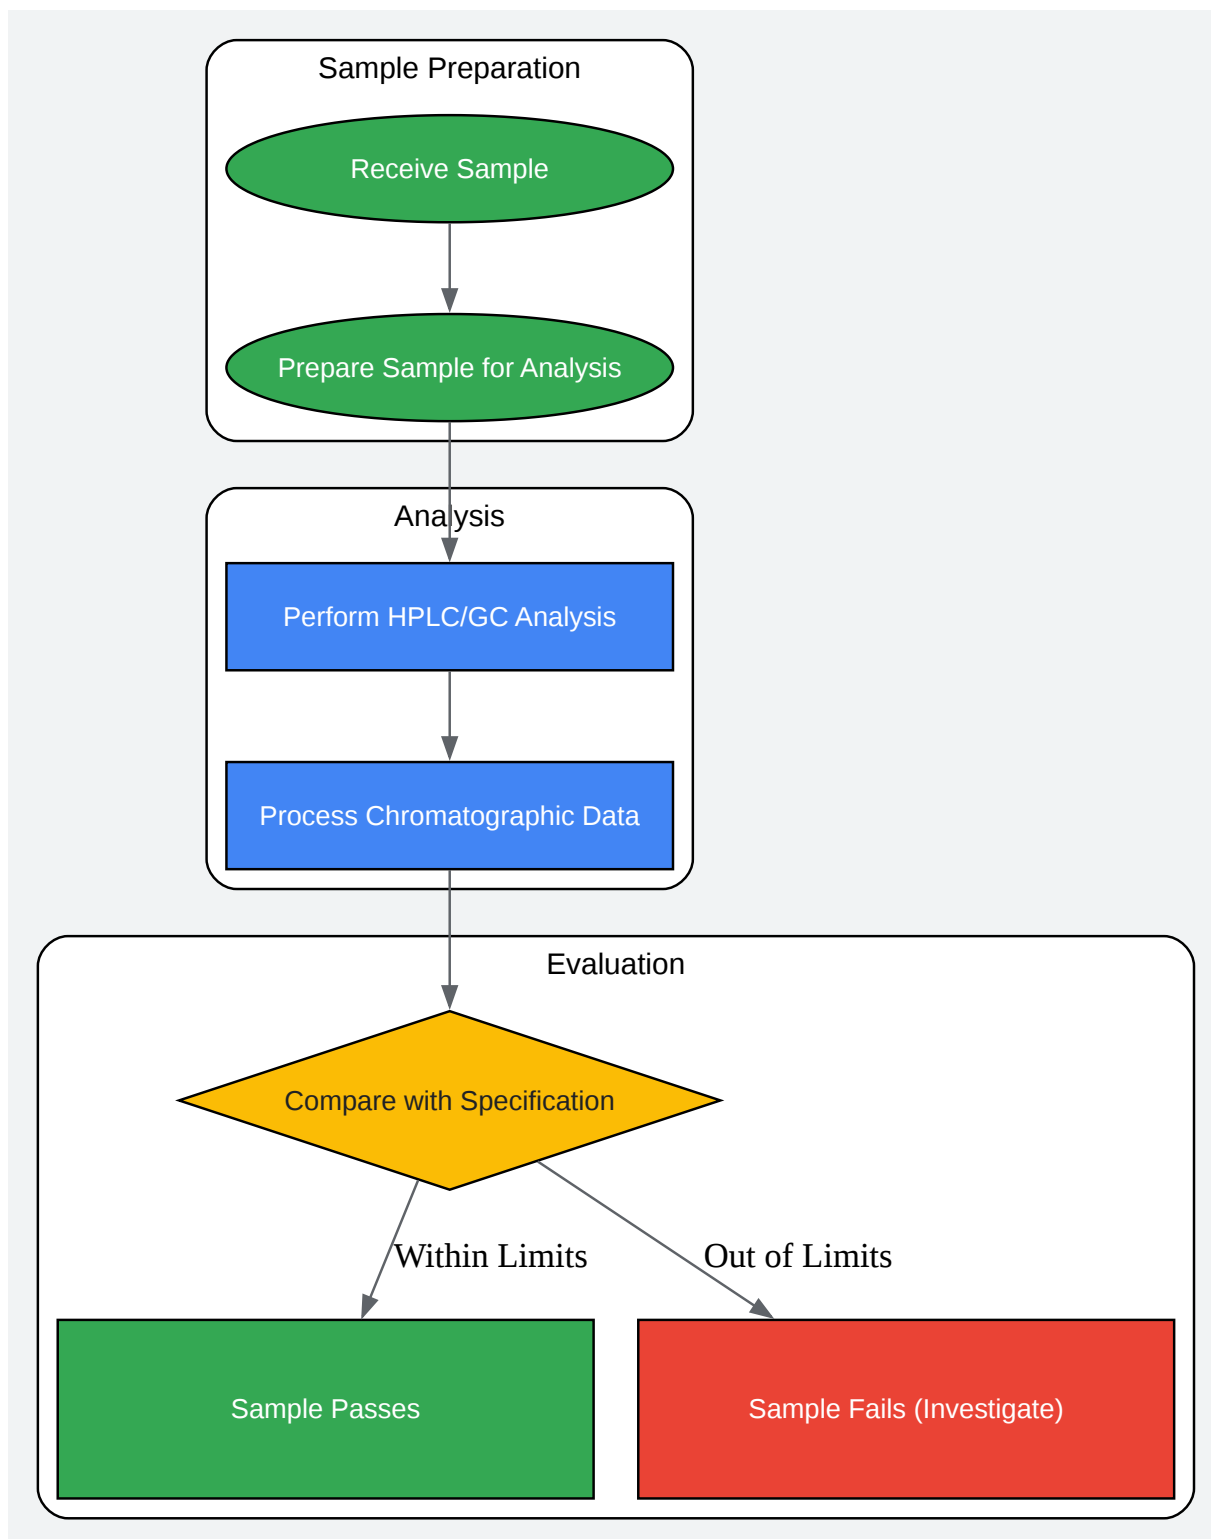 Sample Preparation
Receive Sample
Prepare Sample for Analysis
Analysis
Perform HPLC/GC Analysis
Process Chromatographic Data
Evaluation
Compare with Specification
Within Limits
Out of Limits
Sample Passes
Sample Fails (Investigate)